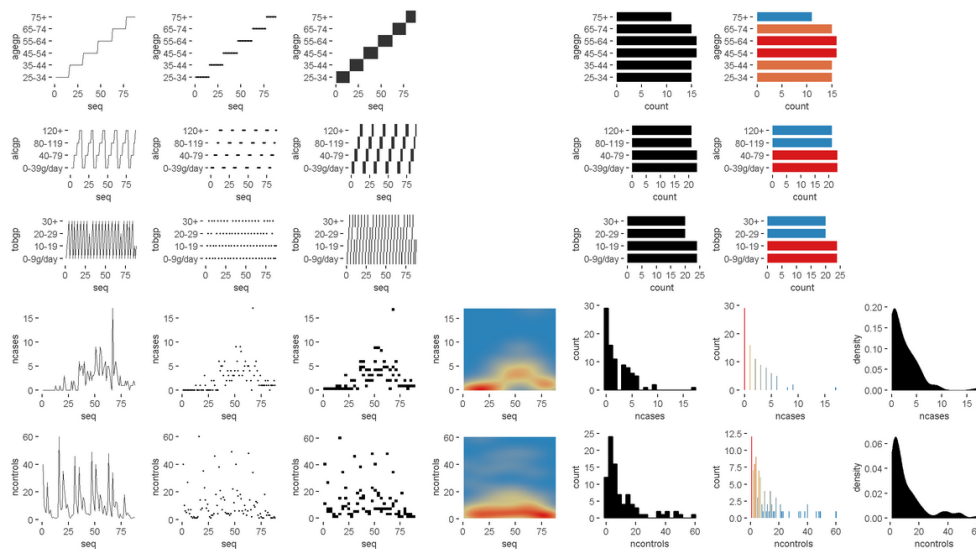 75+ 65-74 55-64 45-54 35-44 25-34 agegp 0 25 50 75 seq
75+ 65-74 55-64 45-54 35-44 25-34 agegp 0 25 50 75 seq
75+ 65-74 55-64 45-54 35-44 25-34 agegp 0 25 50 75 seq
75+ 65-74 55-64 45-54 35-44 25-34 agegp 0 5 10 15 count
75+ 65-74 55-64 45-54 35-44 25-34 agegp 0 5 10 15 count
120+ 80-119 40-79 0-39g/day alcgp 0 25 50 75 seq
120+ 80-119 40-79 0-39g/day alcgp 0 25 50 75 seq
120+ 80-119 40-79 0-39g/day alcgp 0 25 50 75 seq
120+ 80-119 40-79 0-39g/day alcgp 0 5 10 15 20 count
120+ 80-119 40-79 0-39g/day alcgp 0 5 10 15 20 count
30+ 20-29 10-19 0-9g/day tobgp 0 25 50 75 seq
30+ 20-29 10-19 0-9g/day tobgp 0 25 50 75 seq
30+ 20-29 10-19 0-9g/day tobgp 0 25 50 75 seq
30+ 20-29 10-19 0-9g/day tobgp 0 5 10 15 20 25 count
30+ 20-29 10-19 0-9g/day tobgp 0 5 10 15 20 25 count
15 10 5 0 ncases 0 25 50 75 seq
15 10 5 0 ncases 0 25 50 75 seq
15 10 5 0 ncases 0 25 50 75 seq
15 10 5 0 ncases 0 25 50 75 seq
30 20 10 0 count 0 5 10 15 ncases
30 20 10 0 count 0 5 10 15 ncases
0.20 0.15 0.10 0.05 0.00 density 0 5 10 15 ncases
60 40 20 0 ncontrols 0 25 50 75 seq
60 40 20 0 ncontrols 0 25 50 75 seq
60 40 20 0 ncontrols 0 25 50 75 seq
60 40 20 0 ncontrols 0 25 50 75 seq
25 20 15 10 5 0 count 0 20 40 60 ncontrols
12.5 10.0 7.5 5.0 2.5 0.0 count 0 20 40 60 ncontrols
0.06 0.04 0.02 0.00 density 0 20 40 60 ncontrols